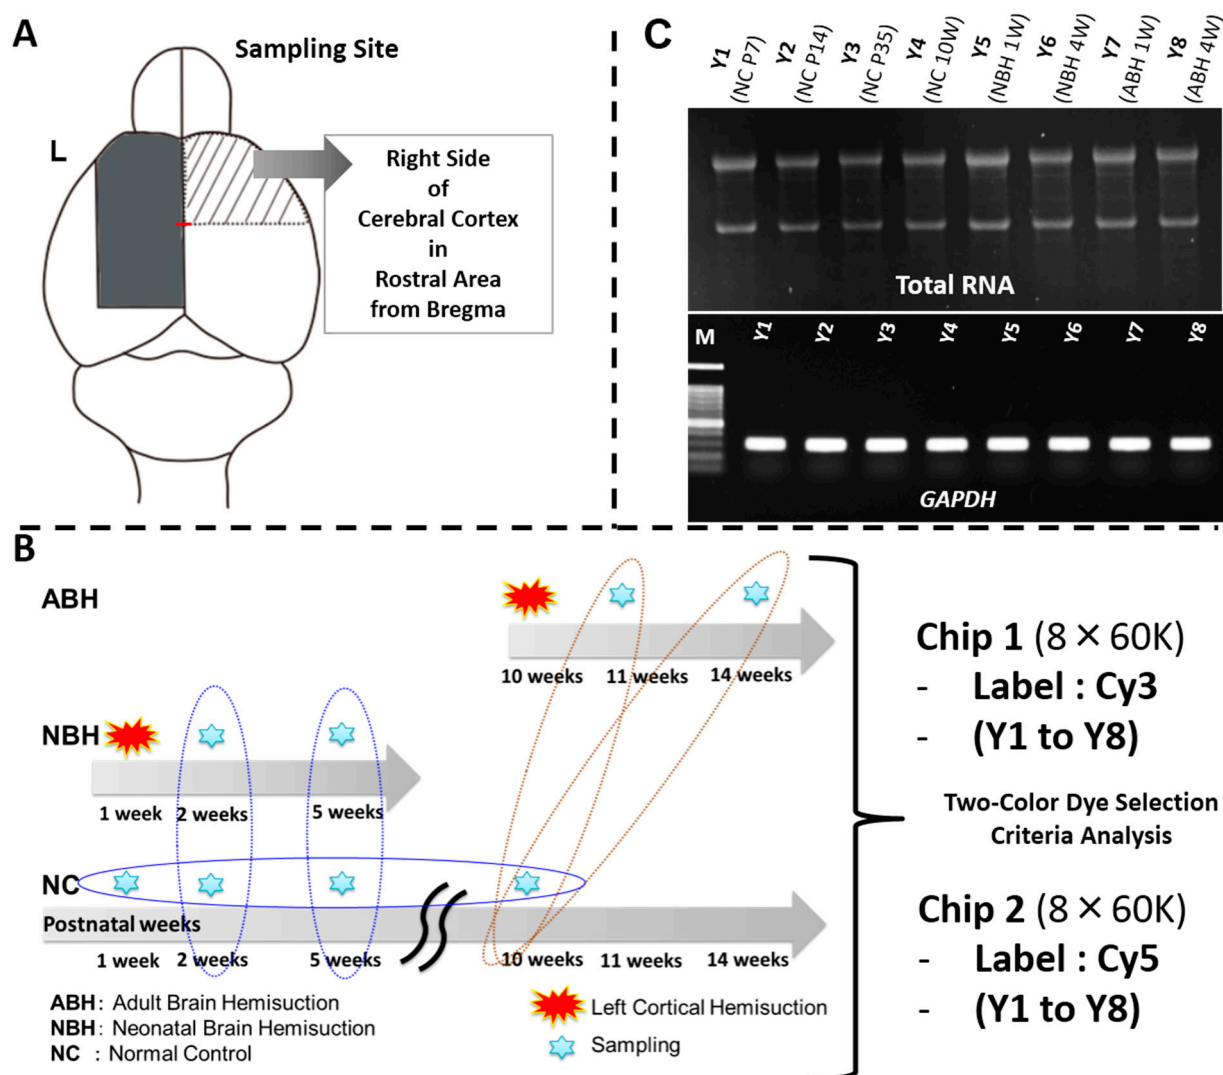 A
Sampling Site
L
Right Side
of
Cerebral Cortex
in
Rostral Area
from Bregma
C
Y1
(NC P7)
Y2
(NC P14)
Y3
(NC P35)
Y4
(NC 10W)
Y5
(NBH 1W)
Y6
(NBH 4W)
Y7
(ABH 1W)
Y8
(ABH 4W)
Total RNA
M Y1 Y2 Y3 Y4 Y5 Y6 Y7 Y8
GAPDH
B
ABH
10 weeks 11 weeks 14 weeks
NBH
1 week 2 weeks 5 weeks
NC
Postnatal weeks
1 week 2 weeks 5 weeks 10 weeks 11 weeks 14 weeks
ABH : Adult Brain Hemisuction
NBH : Neonatal Brain Hemisuction
NC : Normal Control
Left Cortical Hemisuction
Sampling
Chip 1 (8 × 60K)
- Label : Cy3
- (Y1 to Y8)
Two-Color Dye Selection
Criteria Analysis
Chip 2 (8 × 60K)
- Label : Cy5
- (Y1 to Y8)